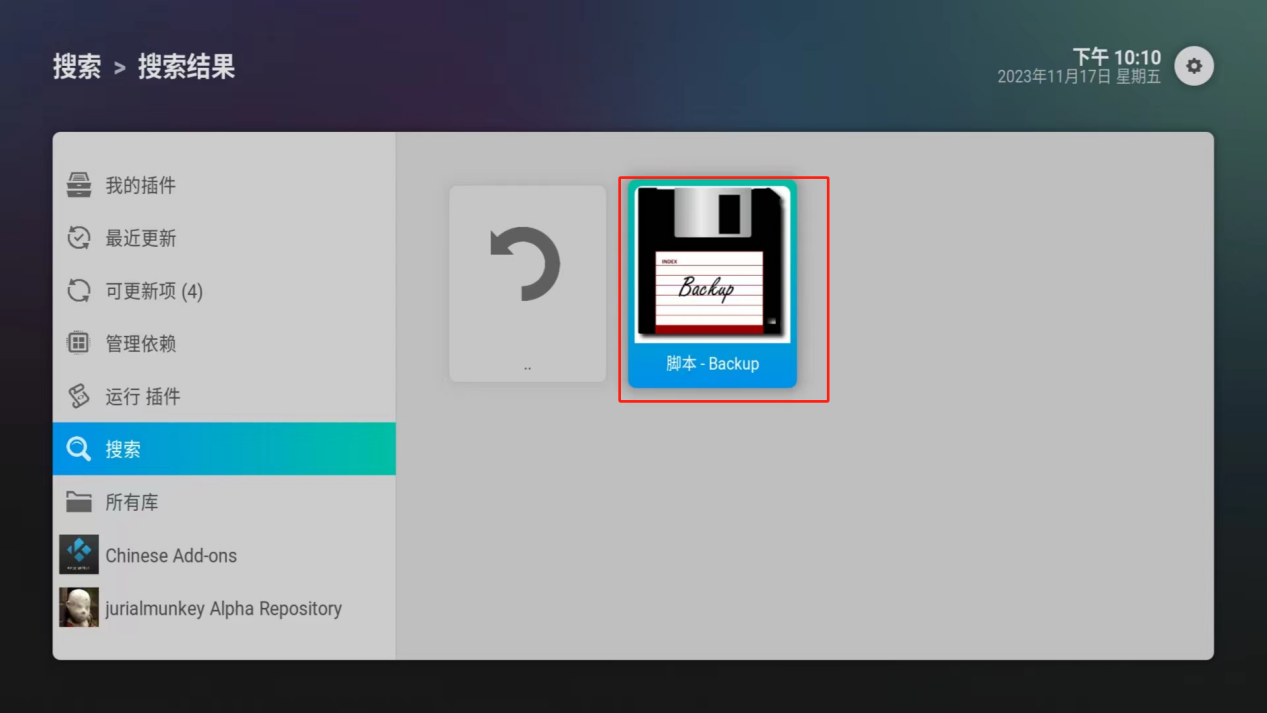 搜索 > 搜索结果
下午 10:10
2023年11月17日 星期五
我的插件
最近更新
可更新项 (4)
管理依赖
运行 插件
搜索
所有库
Chinese Add-ons
jurialmunkey Alpha Repository
..
INDEX
Backup
脚本 - Backup